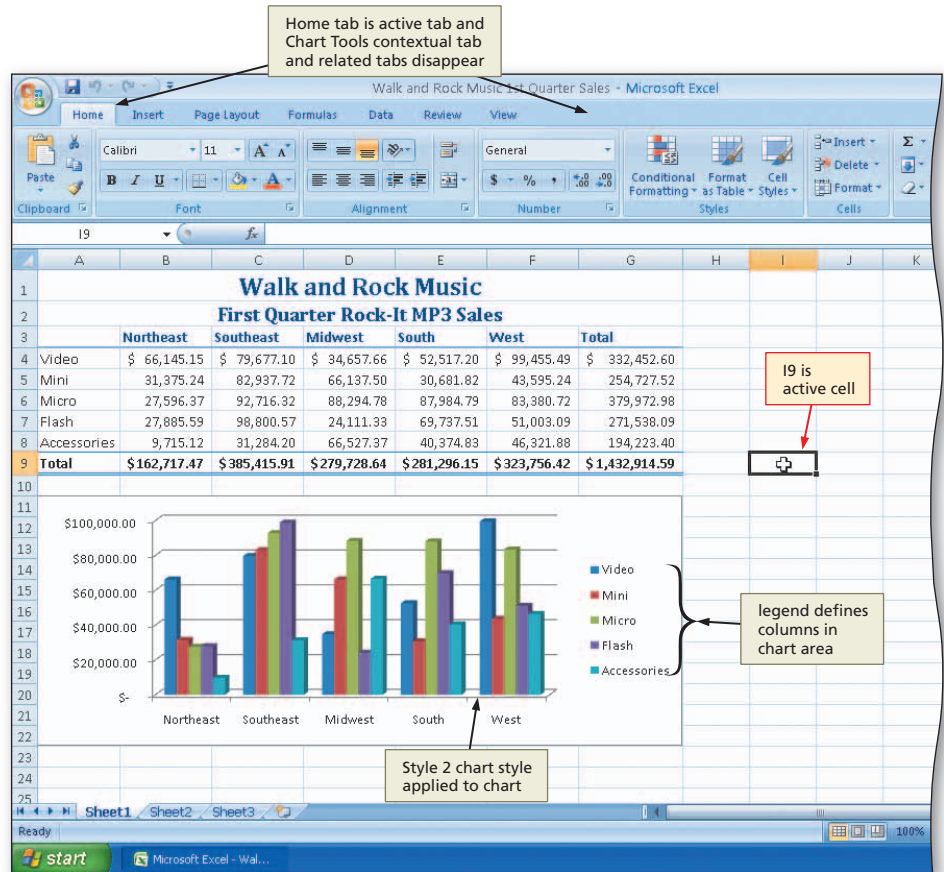 Home tab is active tab and
Chart Tools contextual tab
and related tabs disappear
Walk and Rock Music 1st Quarter Sales - Microsoft Excel
Home Insert Page Layout Formulas Data Review View
Calibri 11 A A General Insert Σ
Paste B I U A $ % , .0 .00 .00 .0 Conditional Formatting Format as Table Cell Styles Delete Format
Clipboard Font Alignment Number Styles Cells
I9 fx
A B C D E F G H I J K
1 Walk and Rock Music
2 First Quarter Rock-It MP3 Sales
3 Northeast Southeast Midwest South West Total
4 Video $ 66,145.15 $ 79,677.10 $ 34,657.66 $ 52,517.20 $ 99,455.49 $ 332,452.60
5 Mini 31,375.24 82,937.72 66,137.50 30,681.82 43,595.24 254,727.52
6 Micro 27,596.37 92,716.32 88,294.78 87,984.79 83,380.72 379,972.98
7 Flash 27,885.59 98,800.57 24,111.33 69,737.51 51,003.09 271,538.09
8 Accessories 9,715.12 31,284.20 66,527.37 40,374.83 46,321.88 194,223.40
9 Total $162,717.47 $385,415.91 $279,728.64 $281,296.15 $323,756.42 $1,432,914.59
I9 is
active cell
10
11
12 $100,000.00
13
14 $80,000.00 Video
15 $60,000.00 Mini
16 Micro
17 $40,000.00 Flash
18
19 $20,000.00 Accessories
20 $-
21 Northeast Southeast Midwest South West
22
23
24
25
legend defines
columns in
chart area
Style 2 chart style
applied to chart
Sheet1 Sheet2 Sheet3
Ready 100%
start Microsoft Excel - Wal...